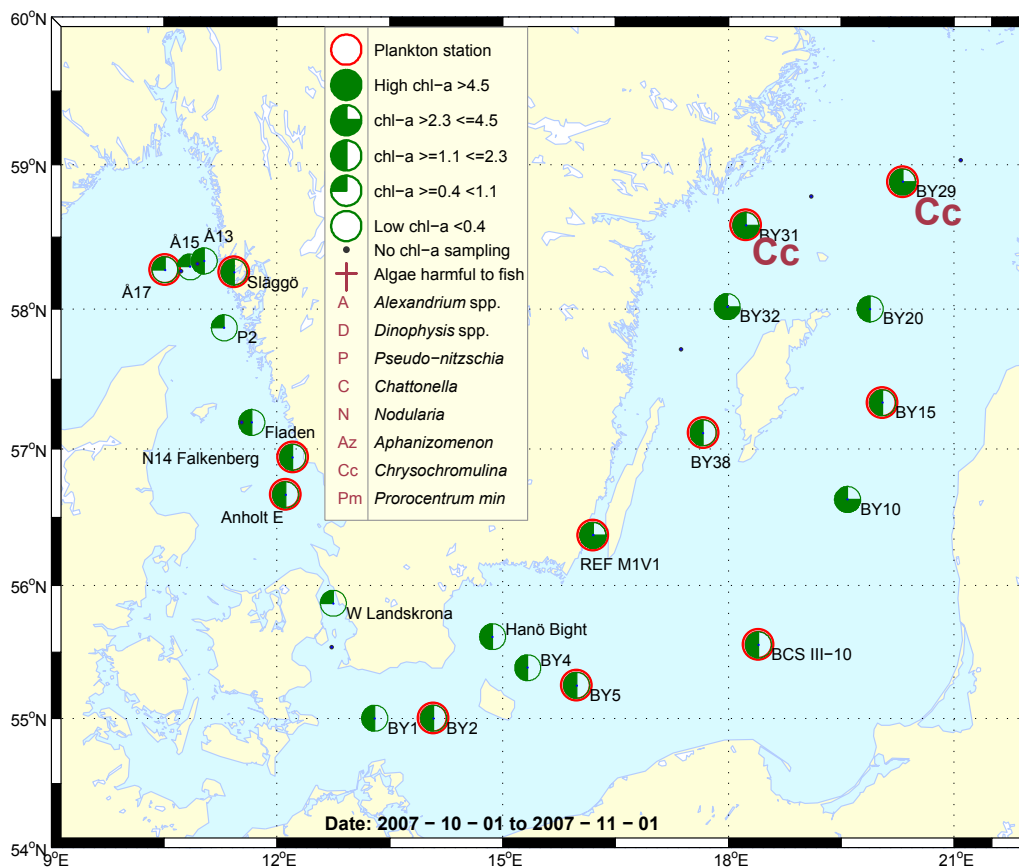 60°N
59°N
58°N
57°N
56°N
55°N
54°N
9°E
12°E
15°E
18°E
21°E
Plankton station
High chl−a >4.5
chl−a >2.3 <=4.5
chl−a >=1.1 <=2.3
chl−a >=0.4 <1.1
Low chl−a <0.4
No chl−a sampling
Algae harmful to fish
A Alexandrium spp.
D Dinophysis spp.
P Pseudo−nitzschia
C Chattonella
N Nodularia
Az Aphanizomenon
Cc Chrysochromulina
Pm Prorocentrum min
BY29
Cc
BY31
Cc
Å15
Å13
Å17
Släggö
P2
BY32
BY20
BY15
Fladen
N14 Falkenberg
BY38
Anholt E
BY10
REF M1V1
W Landskrona
Hanö Bight
BY4
BCS III−10
BY5
BY1
BY2
Date: 2007 − 10 − 01 to 2007 − 11 − 01